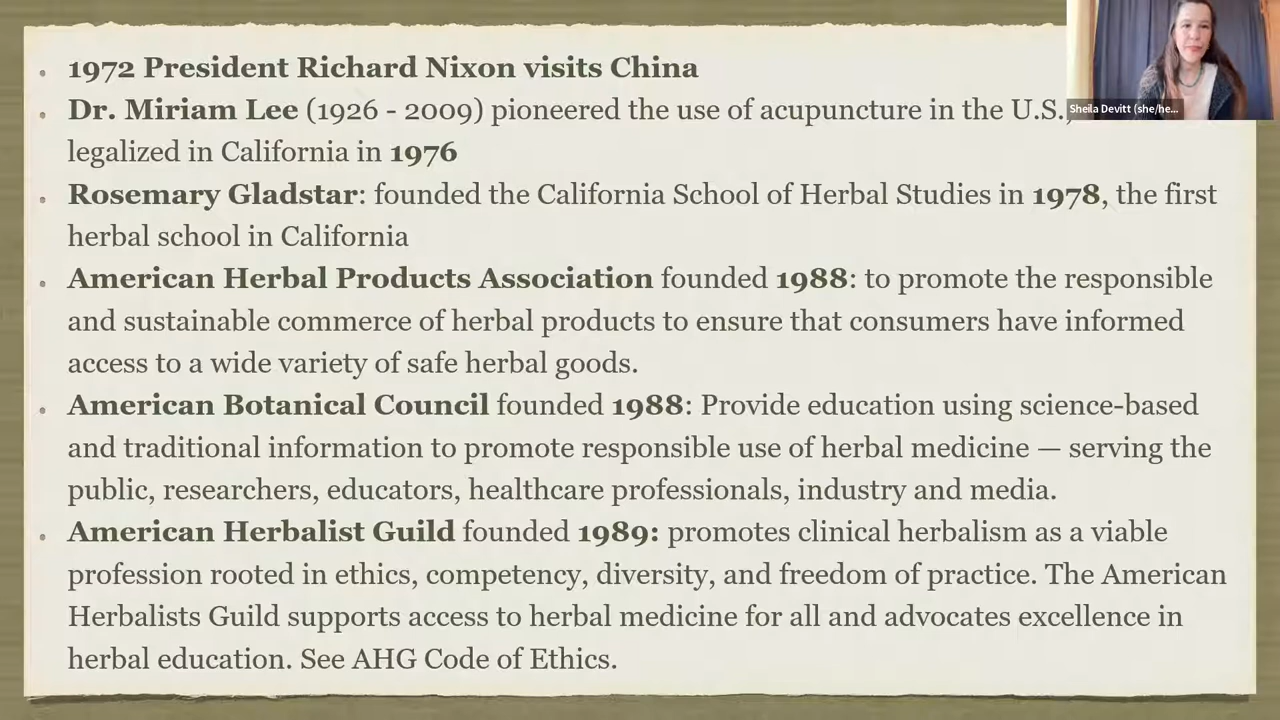 1972 President Richard Nixon visits China
Dr. Miriam Lee (1926 - 2009) pioneered the use of acupuncture in the U.S.,
Sheila Devitt (she/he...
legalized in California in 1976
Rosemary Gladstar: founded the California School of Herbal Studies in 1978, the first
herbal school in California
American Herbal Products Association founded 1988: to promote the responsible
and sustainable commerce of herbal products to ensure that consumers have informed
access to a wide variety of safe herbal goods.
American Botanical Council founded 1988: Provide education using science-based
and traditional information to promote responsible use of herbal medicine — serving the
public, researchers, educators, healthcare professionals, industry and media.
American Herbalist Guild founded 1989: promotes clinical herbalism as a viable
profession rooted in ethics, competency, diversity, and freedom of practice. The American
Herbalists Guild supports access to herbal medicine for all and advocates excellence in
herbal education. See AHG Code of Ethics.